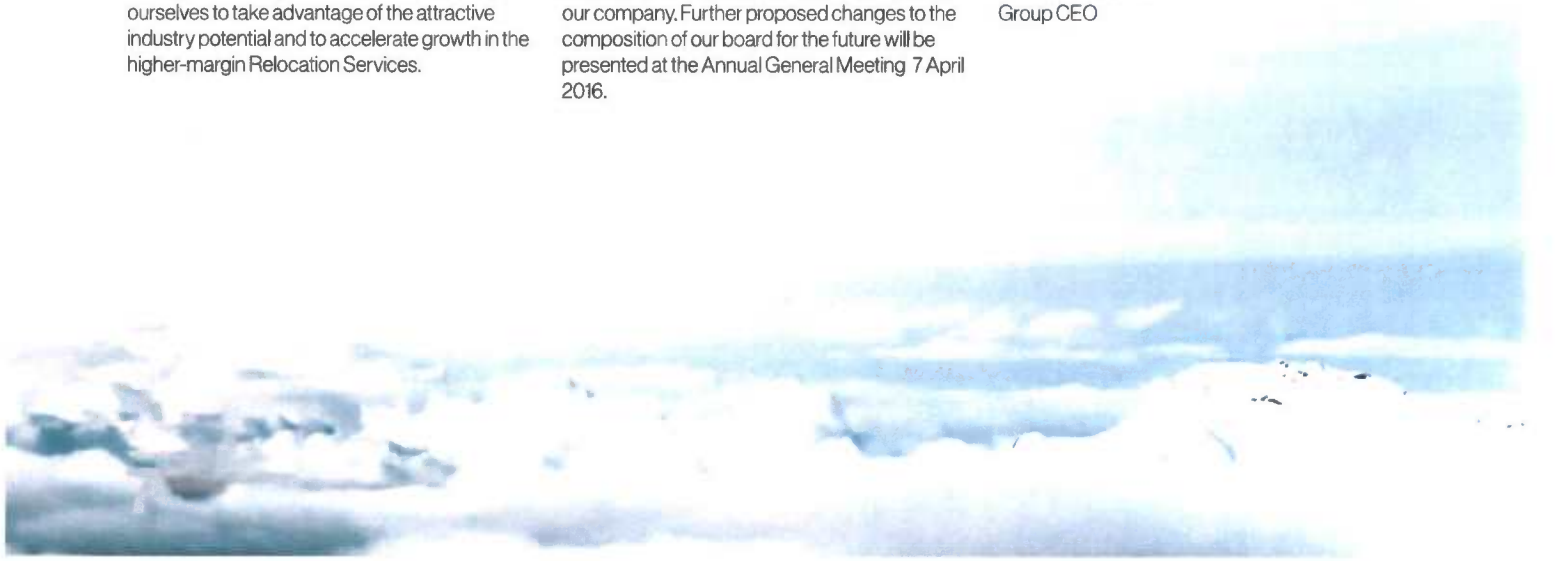 ourselves to take advantage of the attractive
industry potential and to accelerate growth in the
higher-margin Relocation Services.
our company. Further proposed changes to the
composition of our board for the future will be
presented at the Annual General Meeting 7 April
2016.
Group CEO